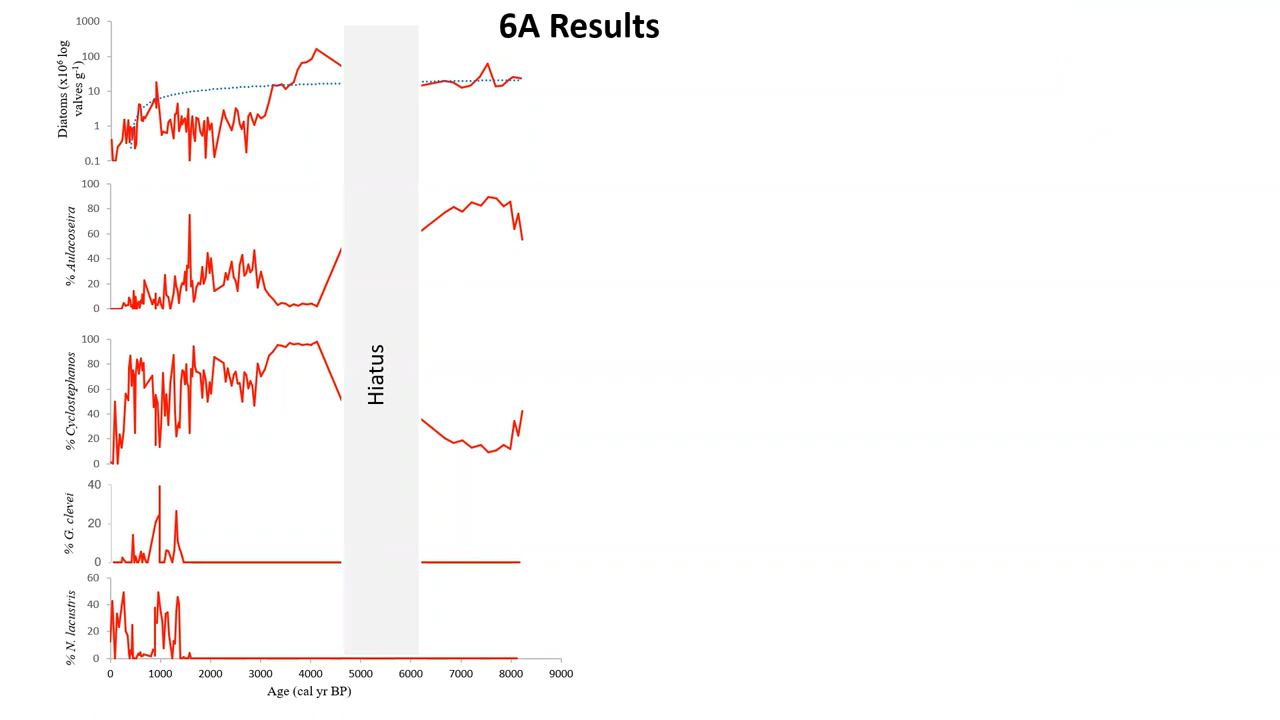 6A Results
Diatoms (x10⁶ log
valves g⁻¹)
1000
100
10
1
0.1
% Aulacoseira
100
80
60
40
20
0
% Cyclostephanos
100
80
60
40
20
0
Hiatus
% G. clevei
40
20
0
% N. lacustris
60
40
20
0
0 1000 2000 3000 4000 5000 6000 7000 8000 9000
Age (cal yr BP)